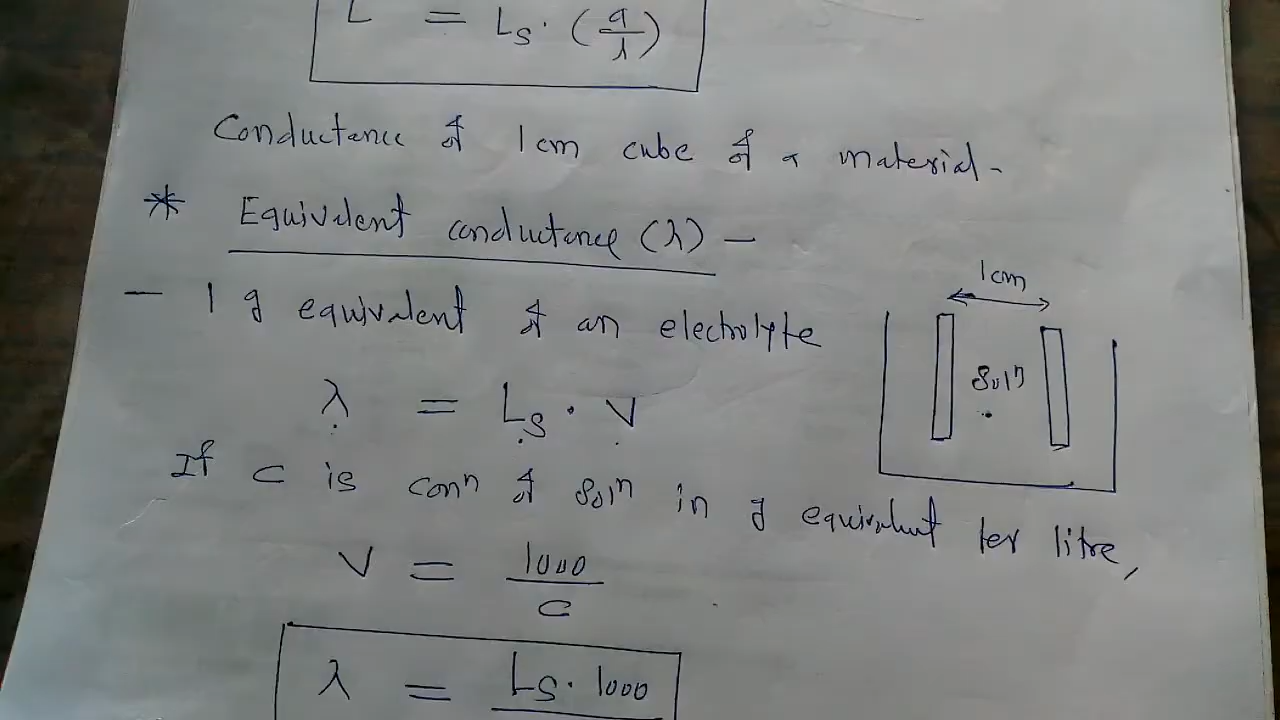 L = Ls. (a/λ)
Conductance of 1cm cube of a material-
* Equivalent conductance (λ) -
- 1 g equivalent of an electrolyte
1cm
Solⁿ
λ = Ls . V
If C is conⁿ of Solⁿ in g equivalent per litre,
V = 1000/C
λ = Ls. 1000